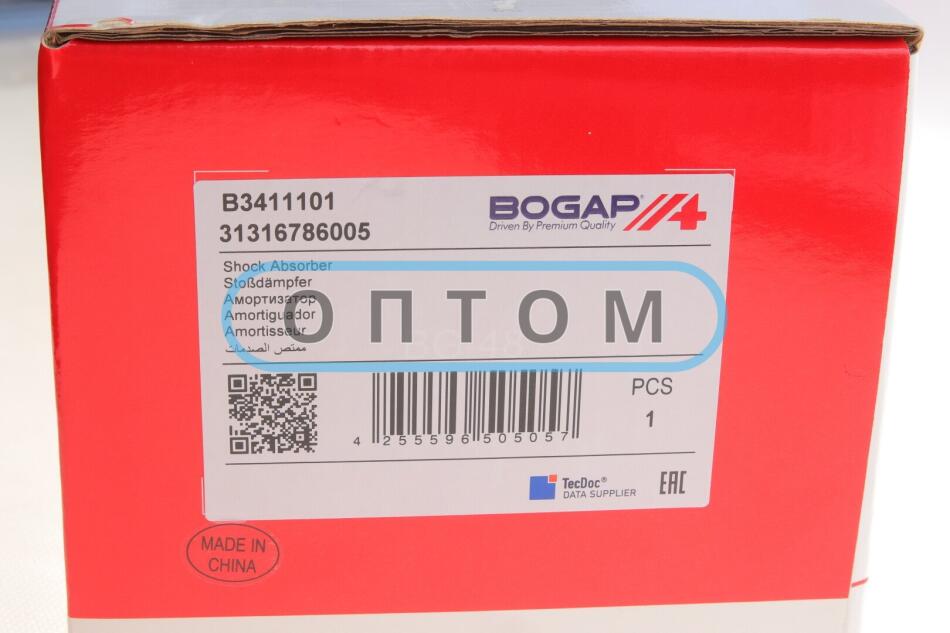 B3411101
31316786005
BOGAP
Driven By Premium Quality
Shock Absorber
Stoßdämpfer
Амортизатор
Amortiguador
Amortisseur
ممتص الصدمات
ОПТОМ
PCS
1
4 255596 505057
TecDoc®
DATA SUPPLIER
EAC
MADE IN
CHINA